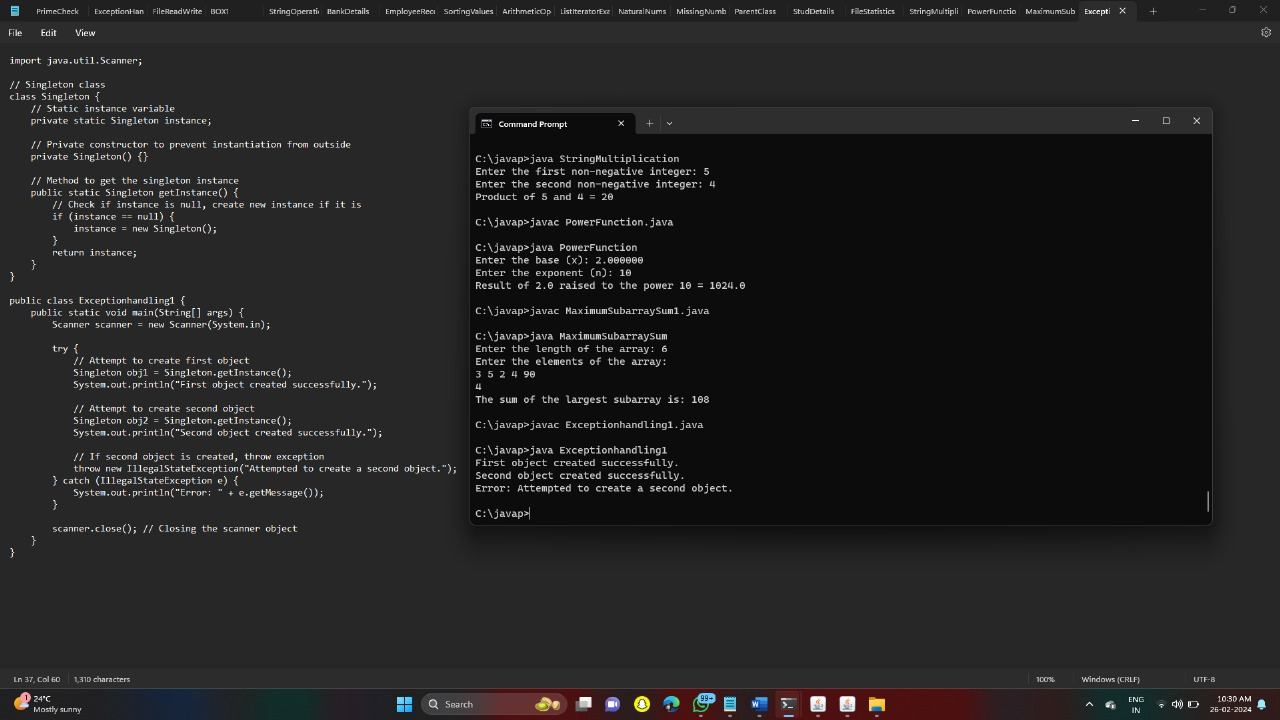 PrimeCheck ExceptionHan FileReadWrite BOX1 StringOperati BankDetails EmployeeRec SortingValues ArithmeticOp ListIteratorExa NaturalNums MissingNumb ParentClass StudDetails FileStatistics StringMultipli PowerFunctio MaximumSub Excepti
File Edit View
import java.util.Scanner;
// Singleton class
class Singleton {
// Static instance variable
private static Singleton instance;
// Private constructor to prevent instantiation from outside
private Singleton() {}
// Method to get the singleton instance
public static Singleton getInstance() {
// Check if instance is null, create new instance if it is
if (instance == null) {
instance = new Singleton();
}
return instance;
}
}
public class Exceptionhandling1 {
public static void main(String[] args) {
Scanner scanner = new Scanner(System.in);
try {
// Attempt to create first object
Singleton obj1 = Singleton.getInstance();
System.out.println("First object created successfully.");
// Attempt to create second object
Singleton obj2 = Singleton.getInstance();
System.out.println("Second object created successfully.");
// If second object is created, throw exception
throw new IllegalStateException("Attempted to create a second object.");
} catch (IllegalStateException e) {
System.out.println("Error: " + e.getMessage());
}
scanner.close(); // Closing the scanner object
}
}
Command Prompt
C:\javap>java StringMultiplication
Enter the first non-negative integer: 5
Enter the second non-negative integer: 4
Product of 5 and 4 = 20
C:\javap>javac PowerFunction.java
C:\javap>java PowerFunction
Enter the base (x): 2.000000
Enter the exponent (n): 10
Result of 2.0 raised to the power 10 = 1024.0
C:\javap>javac MaximumSubarraySum1.java
C:\javap>java MaximumSubarraySum
Enter the length of the array: 6
Enter the elements of the array:
3 5 2 4 90
4
The sum of the largest subarray is: 108
C:\javap>javac Exceptionhandling1.java
C:\javap>java Exceptionhandling1
First object created successfully.
Second object created successfully.
Error: Attempted to create a second object.
C:\javap>
Ln 37, Col 60 1,310 characters 100% Windows (CRLF) UTF-8
1
24°C
Mostly sunny
Search
99+
ENG
IN
10:30 AM
26-02-2024